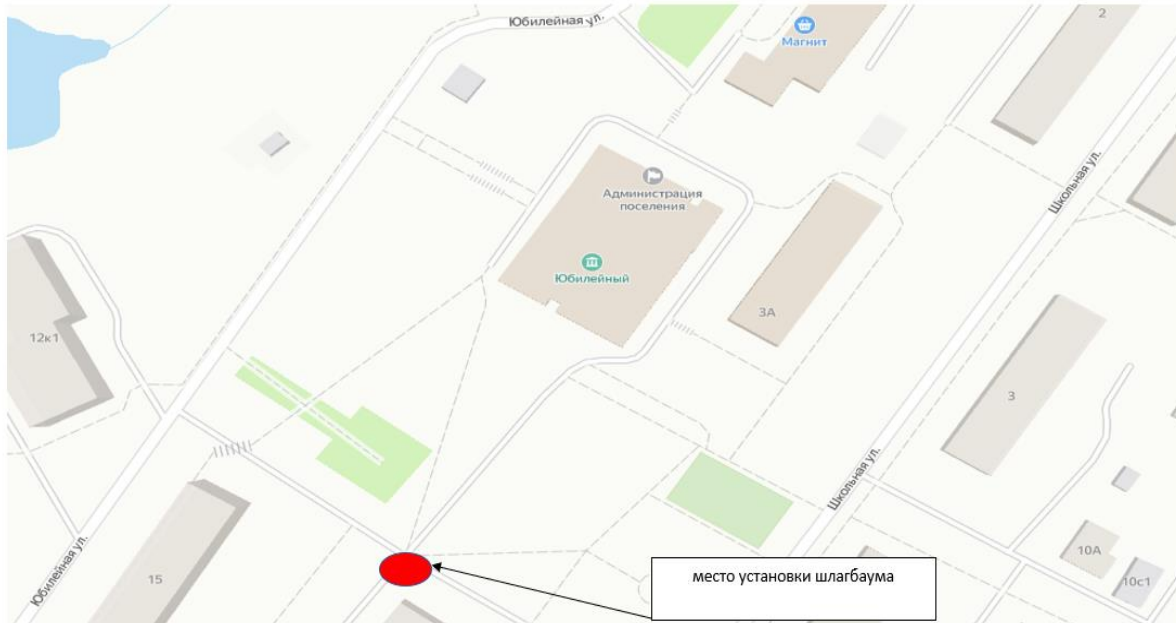 Юбилейная ул.
2
Магнит
Администрация
поселения
Школьная ул.
Юбилейный
3А
12к1
3
Школьная ул.
10А
место установки шлагбаума
15
10с1
Юбилейная ул.